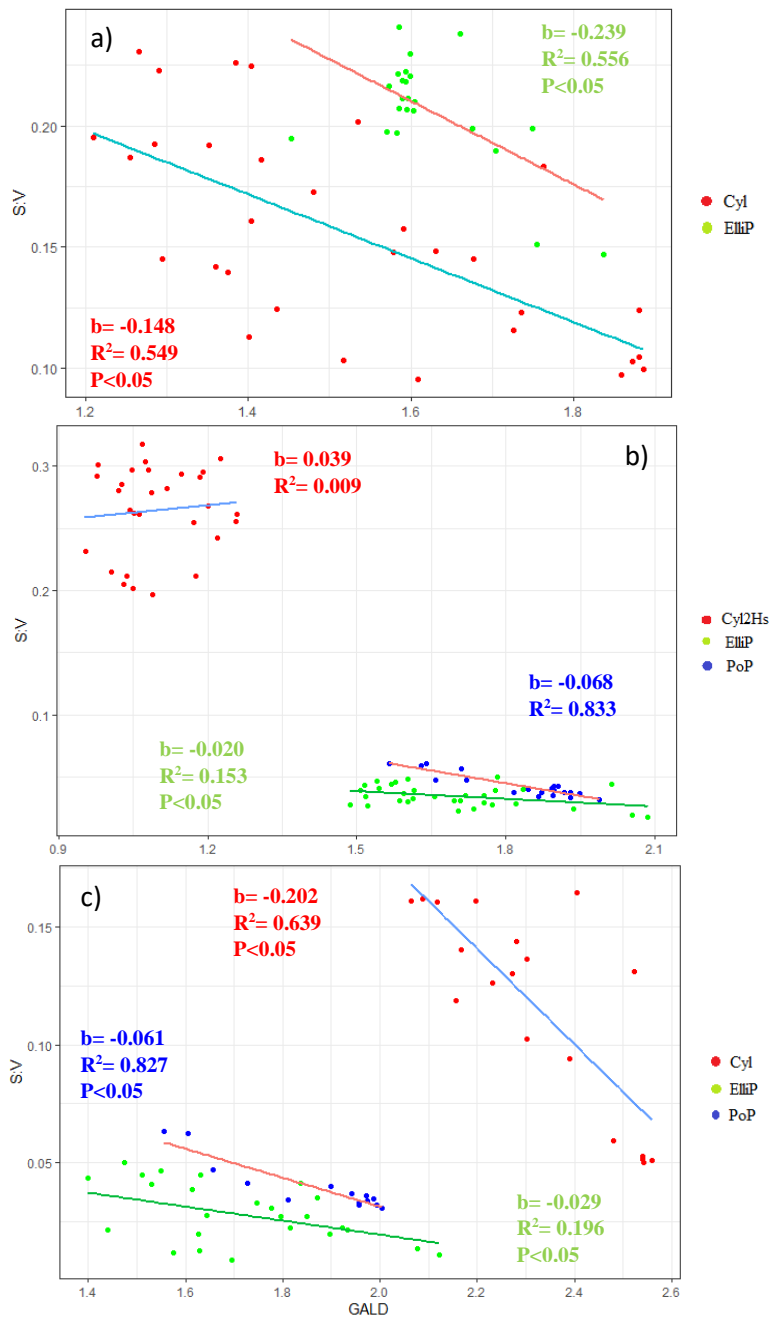 a)
b= -0.239
R²= 0.556
P<0.05
0.20
S:V
Cyl
ElliP
0.15
b= -0.148
R²= 0.549
P<0.05
0.10
1.2 1.4 1.6 1.8
b)
0.3
b= 0.039
R²= 0.009
0.2
S:V
Cyl2Hs
ElliP
PoP
b= -0.068
R²= 0.833
0.1
b= -0.020
R²= 0.153
P<0.05
0.0
0.9 1.2 1.5 1.8 2.1
c)
b= -0.202
R²= 0.639
P<0.05
0.15
b= -0.061
R²= 0.827
P<0.05
0.10
S:V
Cyl
ElliP
PoP
0.05
b= -0.029
R²= 0.196
P<0.05
0.00
1.4 1.6 1.8 2.0 2.2 2.4 2.6
GALD